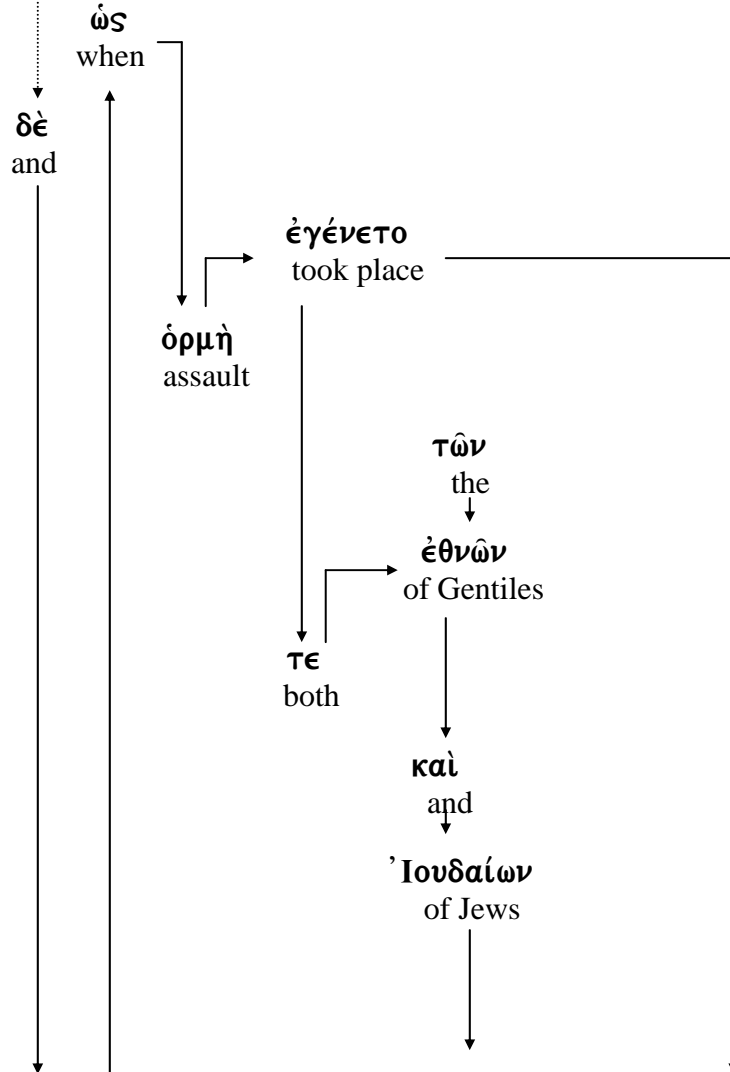 ὡς
when
δὲ
and
ἐγένετο
took place
ὁρμὴ
assault
τῶν
the
ἐθνῶν
of Gentiles
τε
both
καὶ
and
Ἰουδαίων
of Jews